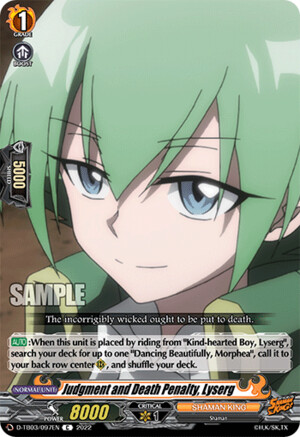 1
GRADE
BOOST
5000
SHIELD
SAMPLE
The incorrigibly wicked ought to be put to death.
AUTO:When this unit is placed by riding from "Kind-hearted Boy, Lyserg",
search your deck for up to one "Dancing Beautifully, Morphea", call it to
your back row center, and shuffle your deck.
NORMAL UNIT
Judgment and Death Penalty, Lyserg
POWER 8000
CRITICAL
1
SHAMAN KING
Shaman
SHAMAN KING
D-TB03/097EN C 2022
©H.K/SK,TX